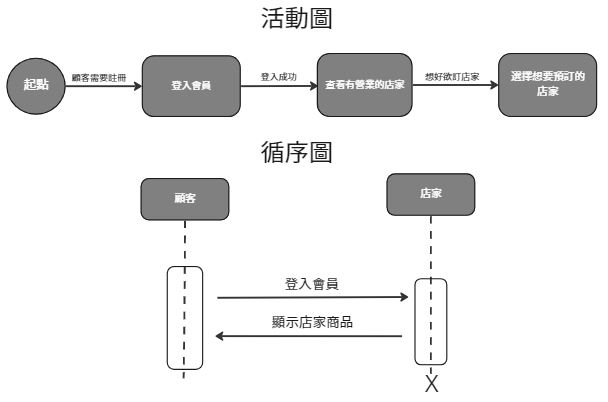 活動圖
起點
顧客需要註冊
登入會員
登入成功
查看有營業的店家
想好欲訂店家
選擇想要預訂的
店家
循序圖
顧客
店家
登入會員
顯示店家商品
X